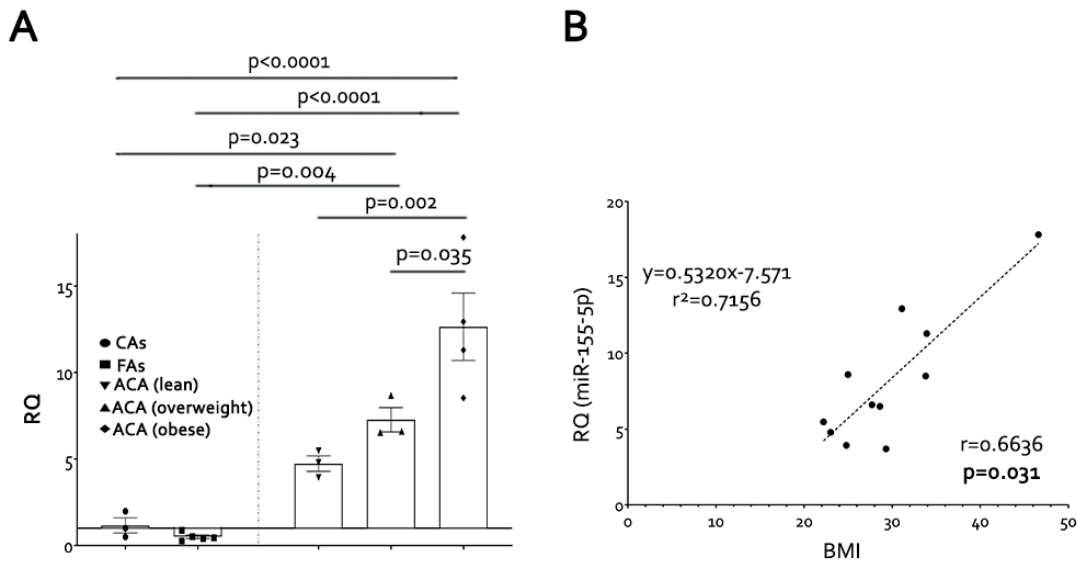 A
p<0.0001
p<0.0001
p=0.023
p=0.004
p=0.002
p=0.035
15
10
5
0
RQ
CAs
FAs
ACA (lean)
ACA (overweight)
ACA (obese)
B
20
15
10
5
0
RQ (miR-155-5p)
y=0.5320x-7.571
r²=0.7156
r=0.6636
p=0.031
0 10 20 30 40 50
BMI